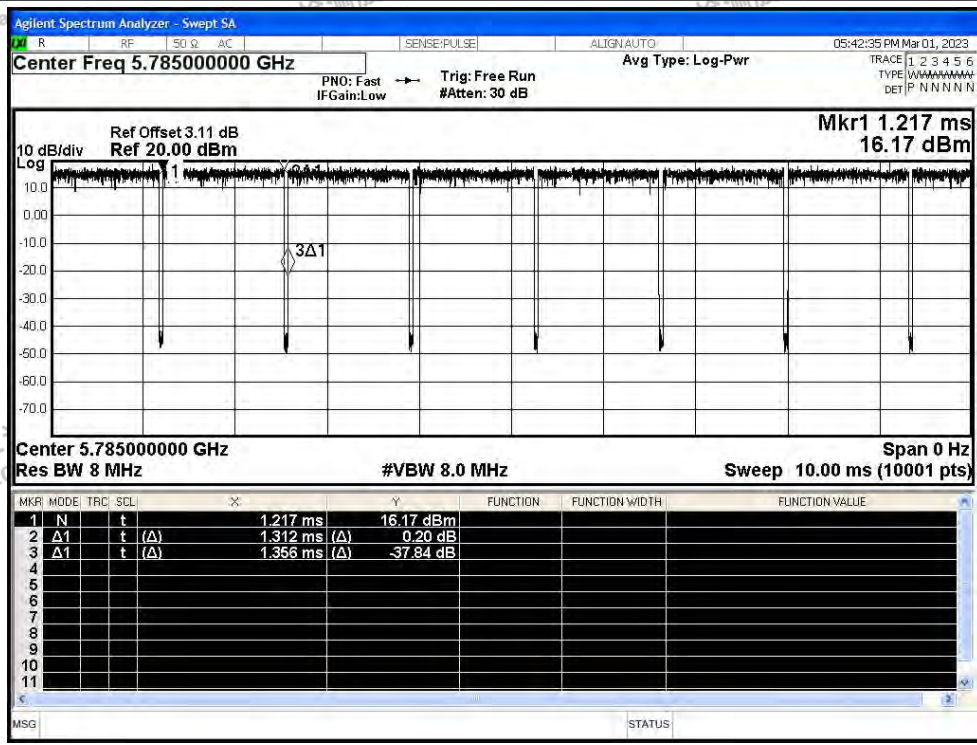 Agilent Spectrum Analyzer - Swept SA
R RF 50 Ω AC SENSE:PULSE ALIGN AUTO 05:42:35 PM Mar 01, 2023
Center Freq 5.785000000 GHz Avg Type: Log-Pwr TRACE 1 2 3 4 5 6
PNO: Fast Trig: Free Run TYPE
IFGain:Low #Atten: 30 dB DET P N N N N N
Mkr1 1.217 ms
Ref Offset 3.11 dB
10 dB/div Ref 20.00 dBm 16.17 dBm
Log
1
10.0
0.00
-10.0
3Δ1
-20.0
-30.0
-40.0
-50.0
-60.0
-70.0
Center 5.785000000 GHz Span 0 Hz
Res BW 8 MHz #VBW 8.0 MHz Sweep 10.00 ms (10001 pts)
MKR MODE TRC SCL X Y FUNCTION FUNCTION WIDTH FUNCTION VALUE
1 N t 1.217 ms 16.17 dBm
2 Δ1 t (Δ) 1.312 ms (Δ) 0.20 dB
3 Δ1 t (Δ) 1.356 ms (Δ) -37.84 dB
4
5
6
7
8
9
10
11
MSG STATUS